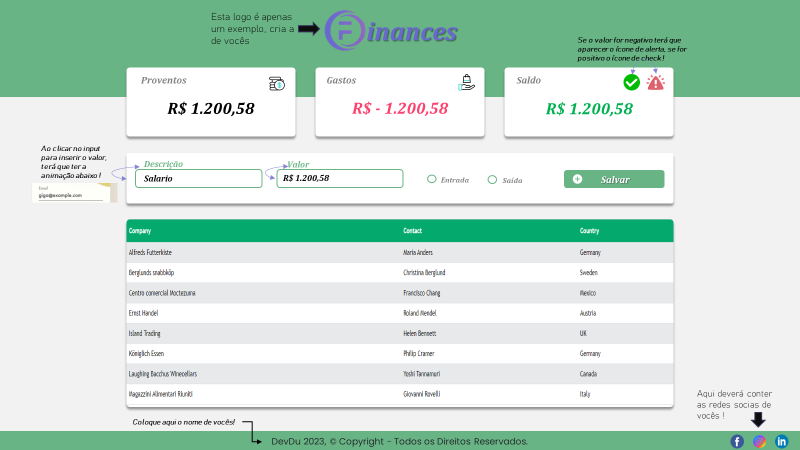 Esta logo é apenas
um exemplo, cria a
de vocês
Finances
Se o valor for negativo terá que
aparecer o ícone de alerta, se for
positivo o ícone de check !
Proventos
R$ 1.200,58
Gastos
R$ - 1.200,58
Saldo
R$ 1.200,58
Ao clicar no input
para inserir o valor,
terá que ter a
animação abaixo !
Email
gigo@example.com
Descrição
Salario
Valor
R$ 1.200,58
Entrada
Saída
Salvar
Company Contact Country
Alfreds Futterkiste Maria Anders Germany
Berglunds snabbköp Christina Berglund Sweden
Centro comercial Moctezuma Francisco Chang Mexico
Ernst Handel Roland Mendel Austria
Island Trading Helen Bennett UK
Königlich Essen Philip Cramer Germany
Laughing Bacchus Winecellars Yoshi Tannamuri Canada
Magazzini Alimentari Riuniti Giovanni Rovelli Italy
Aqui deverá conter
as redes socias de
vocês !
Coloque aqui o nome de vocês!
DevDu 2023, © Copyright - Todos os Direitos Reservados.